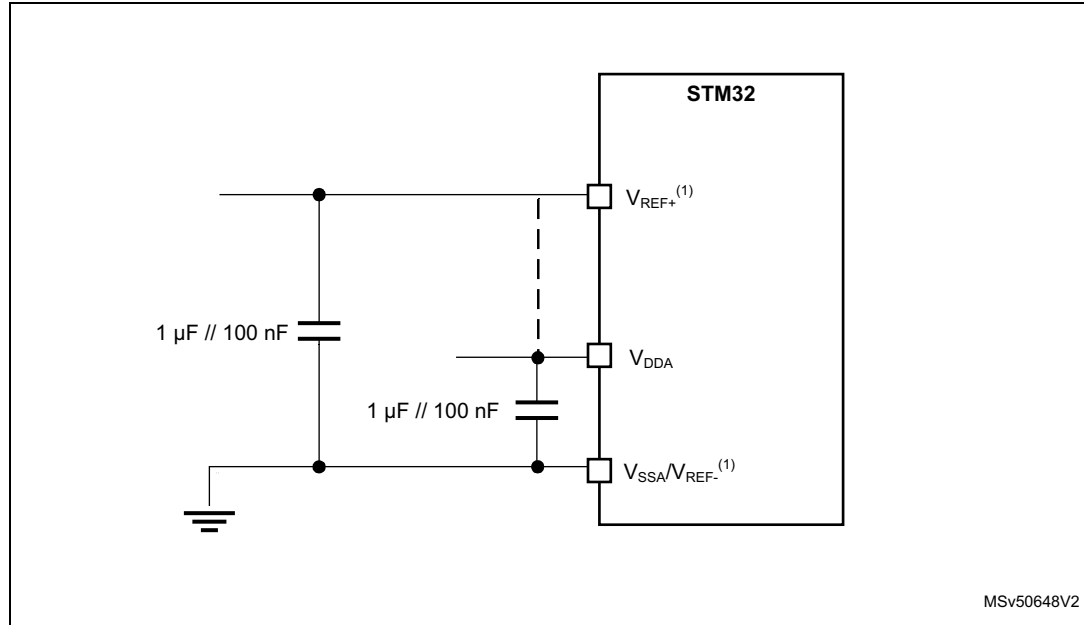 STM32
VREF+(1)
1 µF // 100 nF
VDDA
1 µF // 100 nF
VSSA/VREF-(1)
MSv50648V2